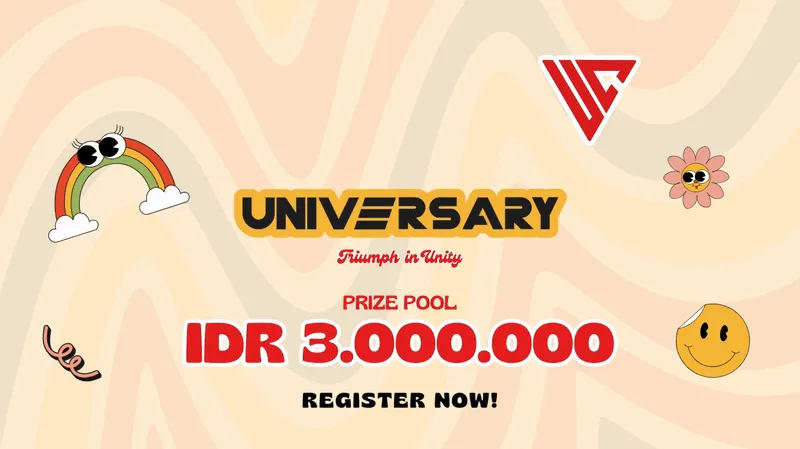 UNIVERSARY
Triumph in Unity
PRIZE POOL
IDR 3.000.000
REGISTER NOW!